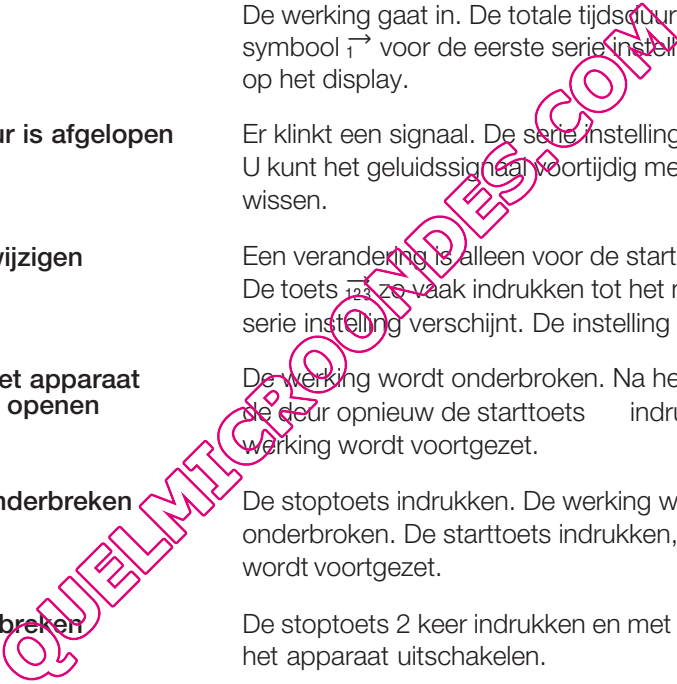 De werking gaat in. De totale tijdsduur
symbool 1→ voor de eerste serie
op het display.
ur is afgelopen
Er klinkt een signaal. De serie instelling
U kunt het geluidssignaal voortijdig me
wissen.
vijzigen
Een verandering is alleen voor de start
De toets 123→ zo vaak indrukken tot het
serie instelling verschijnt. De instelling
et apparaat
openen
De werking wordt onderbroken. Na he
de deur opnieuw de starttoets indru
werking wordt voortgezet.
nderbreken
De stoptoets indrukken. De werking w
onderbroken. De starttoets indrukken,
wordt voortgezet.
breken
De stoptoets 2 keer indrukken en met
het apparaat uitschakelen.
QUELMICROONDES.COM